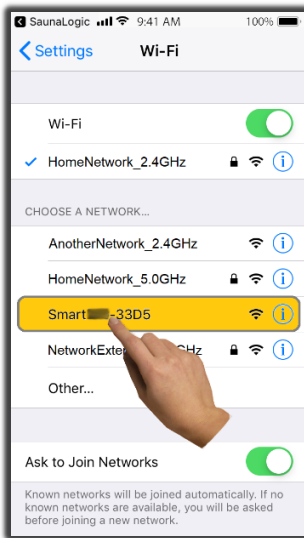 SaunaLogic 9:41 AM 100%
Settings Wi-Fi
Wi-Fi
HomeNetwork_2.4GHz
CHOOSE A NETWORK...
AnotherNetwork_2.4GHz
HomeNetwork_5.0GHz
Smart -33D5
NetworkExte GHz
Other...
Ask to Join Networks
Known networks will be joined automatically. If no
known networks are available, you will be asked
before joining a new network.